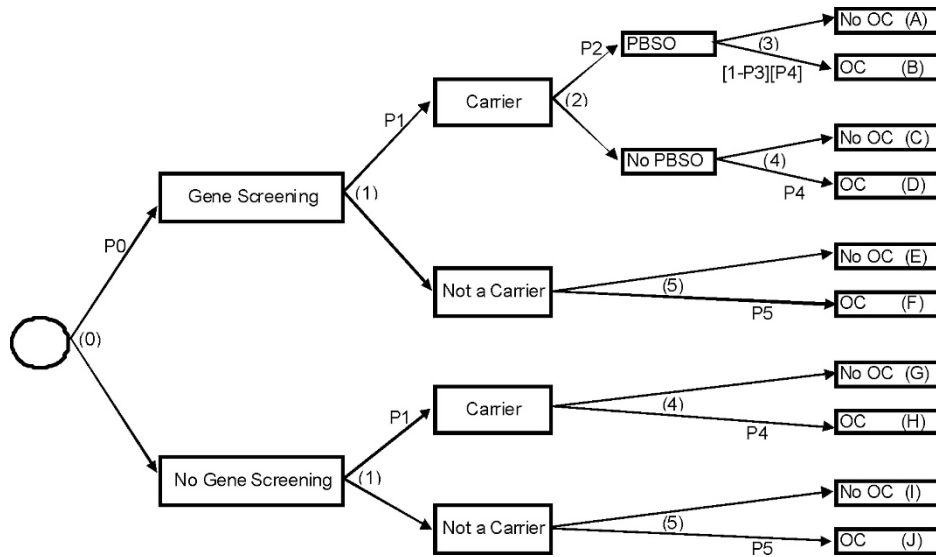 No OC (A)
P2
PBSO
(3)
[1-P3][P4]
OC (B)
Carrier
(2)
P1
No OC (C)
No PBSO
(4)
P4
OC (D)
Gene Screening
(1)
P0
No OC (E)
Not a Carrier
(5)
P5
OC (F)
(0)
No OC (G)
P1
Carrier
(4)
P4
OC (H)
No Gene Screening
(1)
No OC (I)
Not a Carrier
(5)
P5
OC (J)